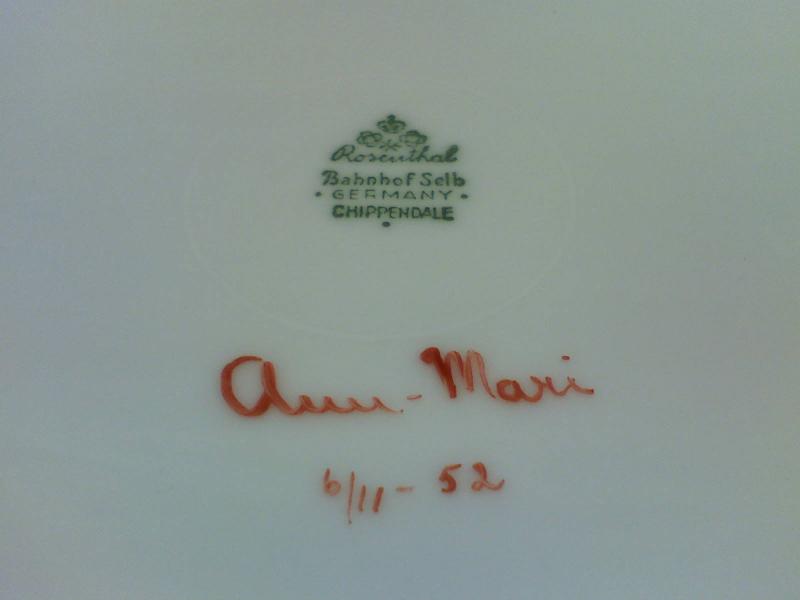 Rosenthal
Bahnhof Selb
• GERMANY •
CHIPPENDALE
Ann-Mari
6/11-52